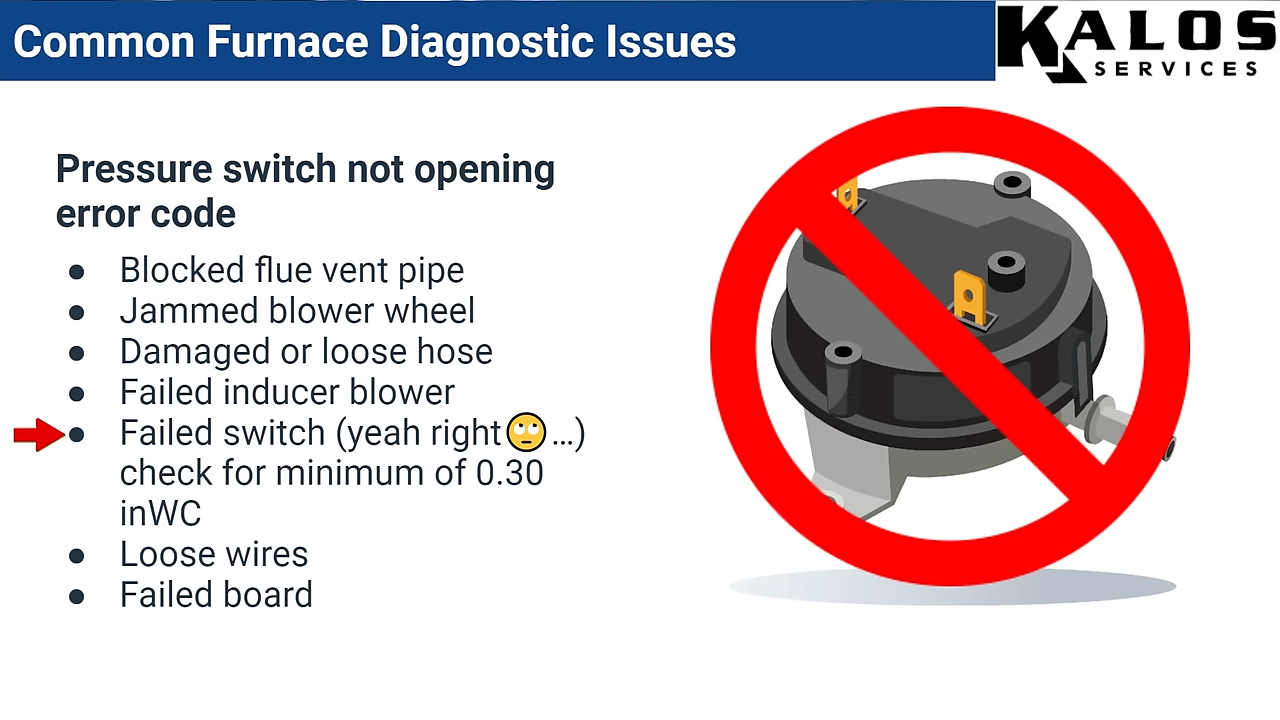 Common Furnace Diagnostic Issues
KALOS
SERVICES
Pressure switch not opening
error code
● Blocked flue vent pipe
● Jammed blower wheel
● Damaged or loose hose
● Failed inducer blower
● Failed switch (yeah right🙄...)
check for minimum of 0.30
inWC
● Loose wires
● Failed board